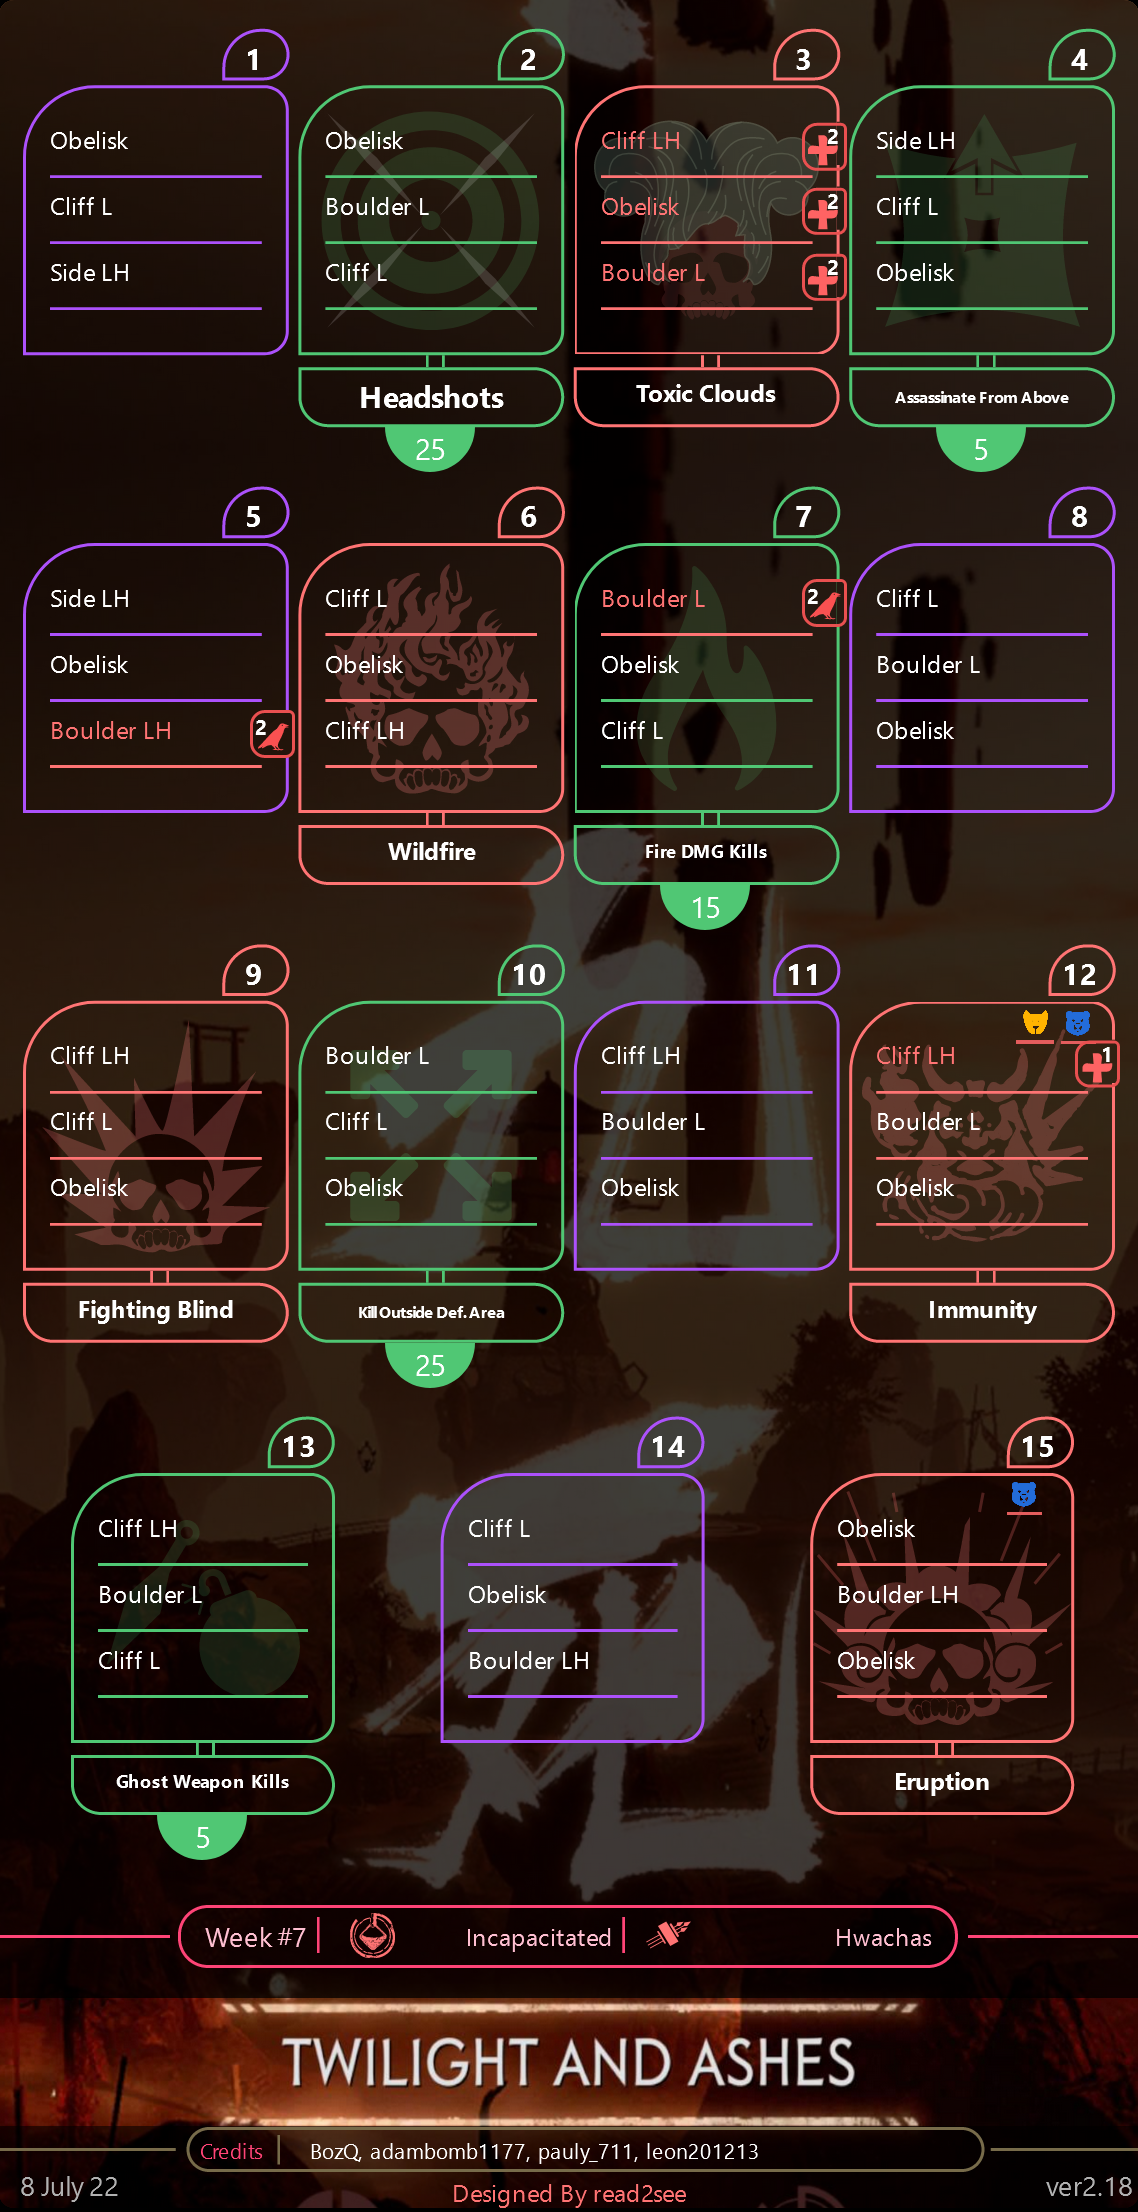 1
Obelisk
Cliff L
Side LH
2
Obelisk
Boulder L
Cliff L
Headshots
25
3
Cliff LH 2
Obelisk 2
Boulder L 2
Toxic Clouds
4
Side LH
Cliff L
Obelisk
Assassinate From Above
5
5
Side LH
Obelisk
Boulder LH 2
6
Cliff L
Obelisk
Cliff LH
Wildfire
7
Boulder L 2
Obelisk
Cliff L
Fire DMG Kills
15
8
Cliff L
Boulder L
Obelisk
9
Cliff LH
Cliff L
Obelisk
Fighting Blind
10
Boulder L
Cliff L
Obelisk
Kill Outside Def. Area
25
11
Cliff LH
Boulder L
Obelisk
12
Cliff LH 1
Boulder L
Obelisk
Immunity
13
Cliff LH
Boulder L
Cliff L
Ghost Weapon Kills
5
14
Cliff L
Obelisk
Boulder LH
15
Obelisk
Boulder LH
Obelisk
Eruption
Week #7 Incapacitated Hwachas
TWILIGHT AND ASHES
Credits BozQ, adambomb1177, pauly_711, leon201213
8 July 22 Designed By read2see ver2.18